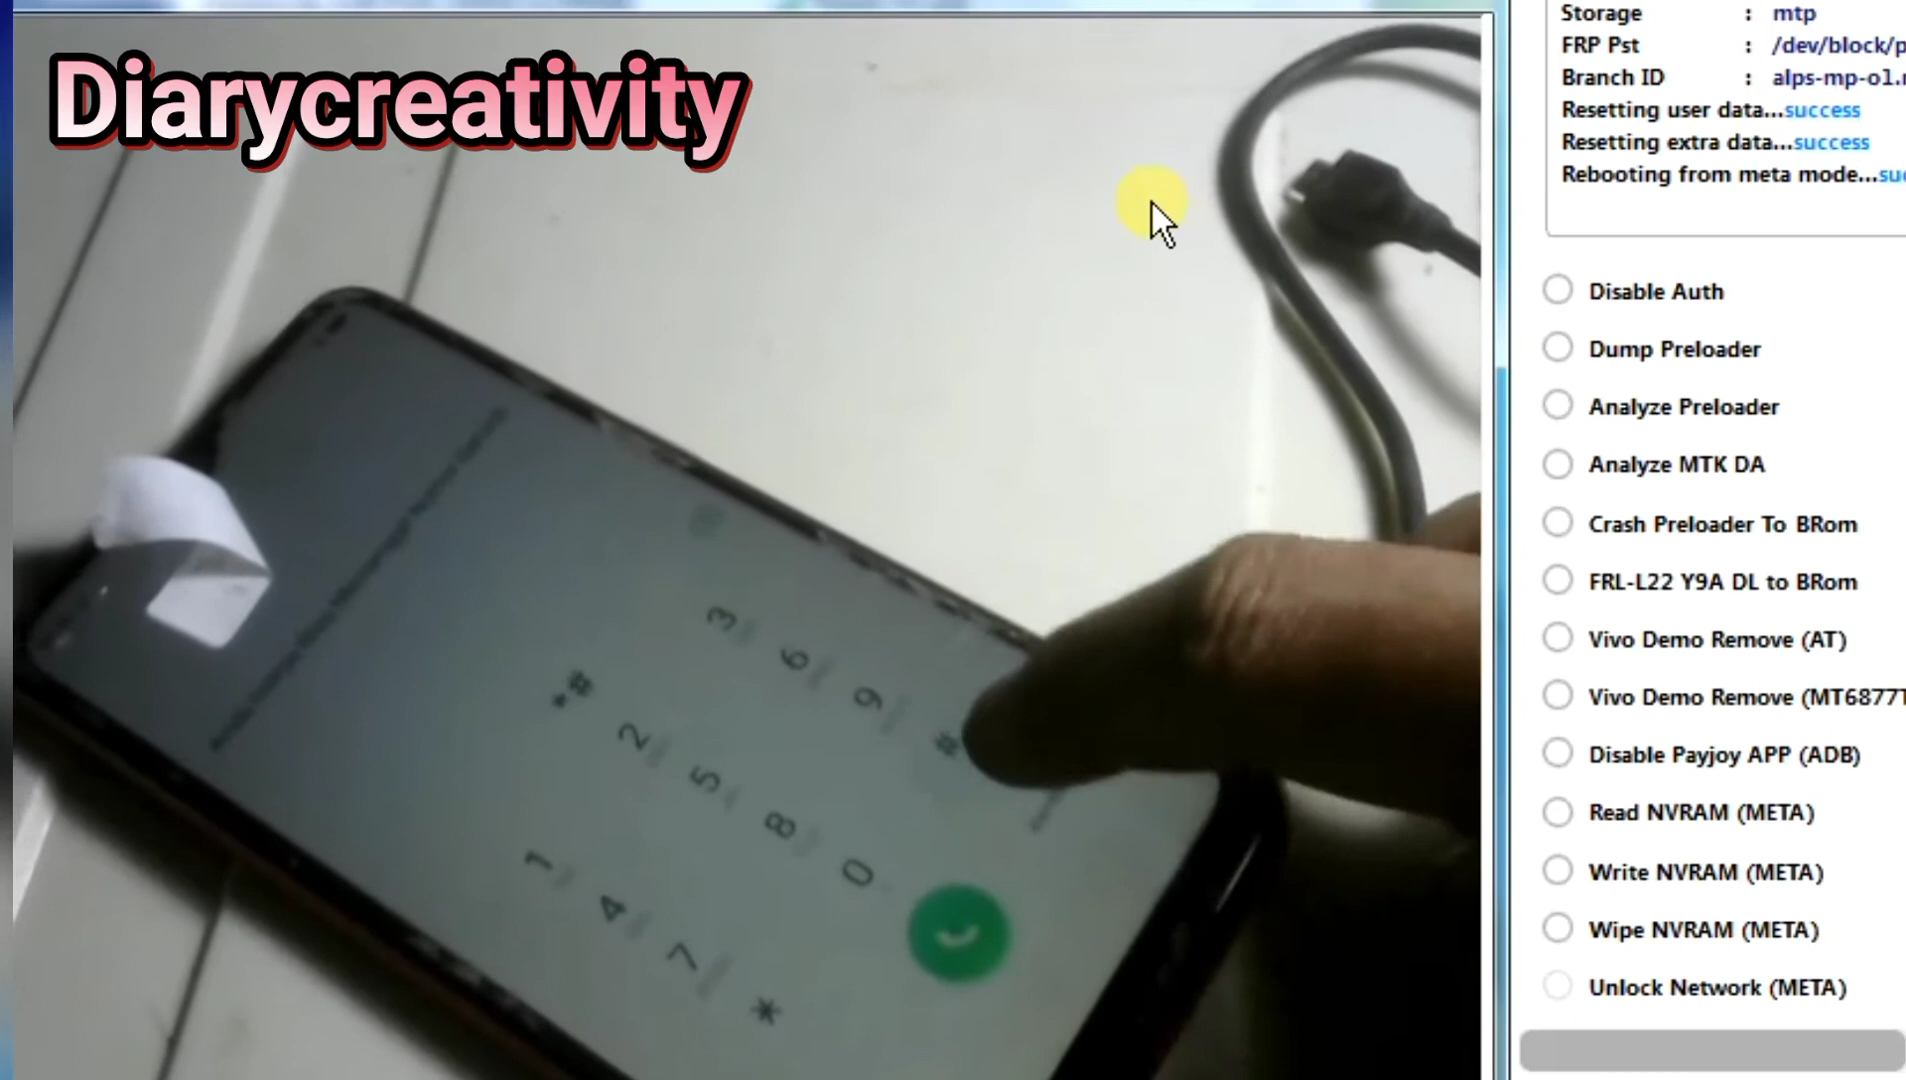 Diarycreativity
Storage : mtp
FRP Pst : /dev/block/p
Branch ID : alps-mp-o1.
Resetting user data...success
Resetting extra data...success
Rebooting from meta mode...suc
Disable Auth
Dump Preloader
Analyze Preloader
Analyze MTK DA
Crash Preloader To BRom
FRL-L22 Y9A DL to BRom
Vivo Demo Remove (AT)
Vivo Demo Remove (MT6877T
Disable Payjoy APP (ADB)
Read NVRAM (META)
Write NVRAM (META)
Wipe NVRAM (META)
Unlock Network (META)
*#
1 2 3
4 5 6
7 8 9
* 0 #